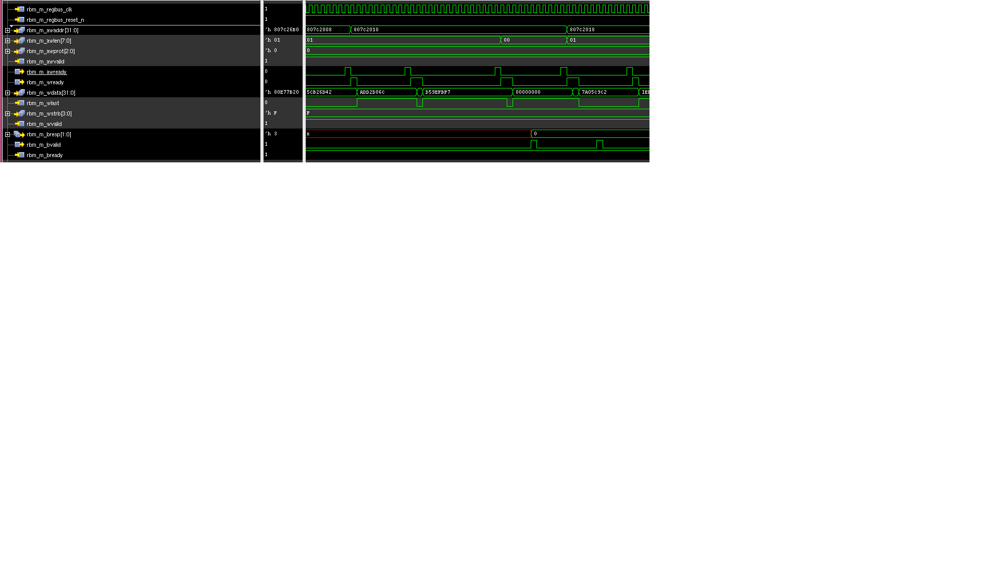 rbm_m_regbus_clk 1
rbm_m_regbus_reset_n 1
rbm_m_awaddr[31:0] 'h 807c26B0 807c2008 807c2010 807c2018
rbm_m_awlen[7:0] 'h 01 01 00 01
rbm_m_awprot[2:0] 'h 0 0
rbm_m_awvalid 1
rbm_m_awready 0
rbm_m_wready 0
rbm_m_wdata[31:0] 'h 80E77B20 5CB26D42 ADD2D06C D59EFBF7 00000000 7A05C9C2
rbm_m_wlast 0
rbm_m_wstrb[3:0] 'h F F
rbm_m_wvalid 1
rbm_m_bresp[1:0] 'h 3 x 0
rbm_m_bvalid 1
rbm_m_bready 1